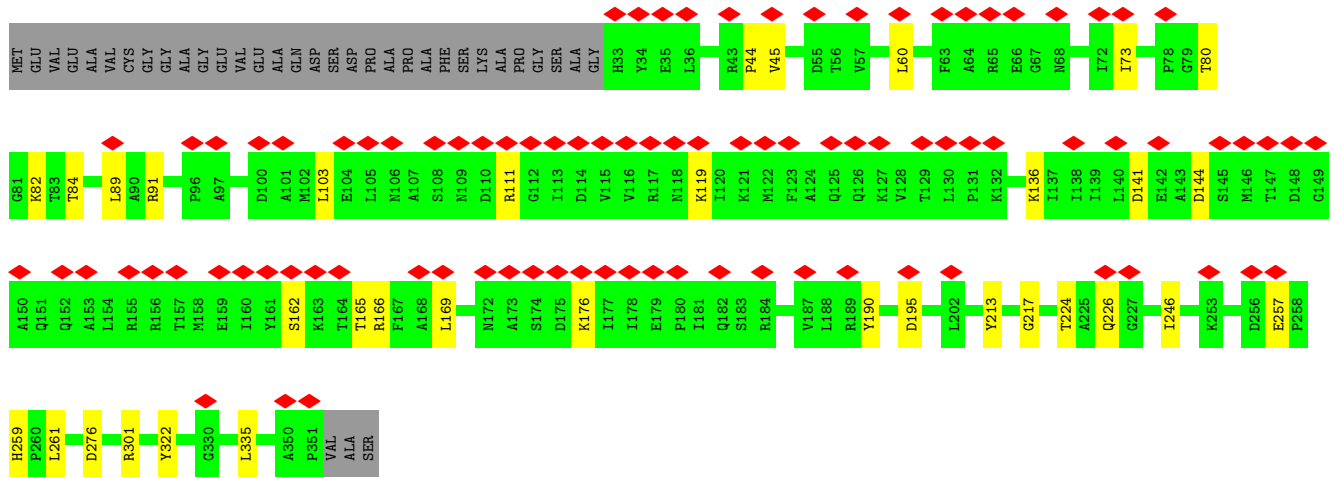 MET GLU VAL GLU ALA VAL CYS GLY GLY ALA GLY GLU VAL GLU ALA GLN ASP SER ASP PRO ALA PRO ALA PHE SER LYS ALA PRO GLY SER ALA GLY H33 Y34 E35 L36 R43 P44 V45 D55 T56 V57 L60 F63 A64 R65 E66 G67 N68 I72 I73 P78 G79 T80
G81 K82 T83 T84 L89 A90 R91 P96 A97 D100 A101 M102 L103 E104 L105 N106 A107 S108 N109 D110 R111 G112 I113 D114 V115 V116 R117 N118 K119 I120 K121 M122 F123 A124 Q125 Q126 K127 V128 T129 L130 P131 K132 K136 I137 I138 I139 L140 D141 E142 A143 D144 S145 M146 T147 D148 G149
A150 Q151 Q152 A153 L154 R155 R156 T157 M158 E159 I160 Y161 S162 K163 T164 T165 R166 F167 A168 L169 N172 A173 S174 D175 K176 I177 I178 E179 P180 I181 Q182 S183 R184 V187 L188 R189 Y190 D195 L202 Y213 G217 T224 A225 Q226 G227 I246 K253 D256 E257 P258
H259 P260 L261 D276 R301 Y322 G330 L335 A350 P351 VAL ALA SER